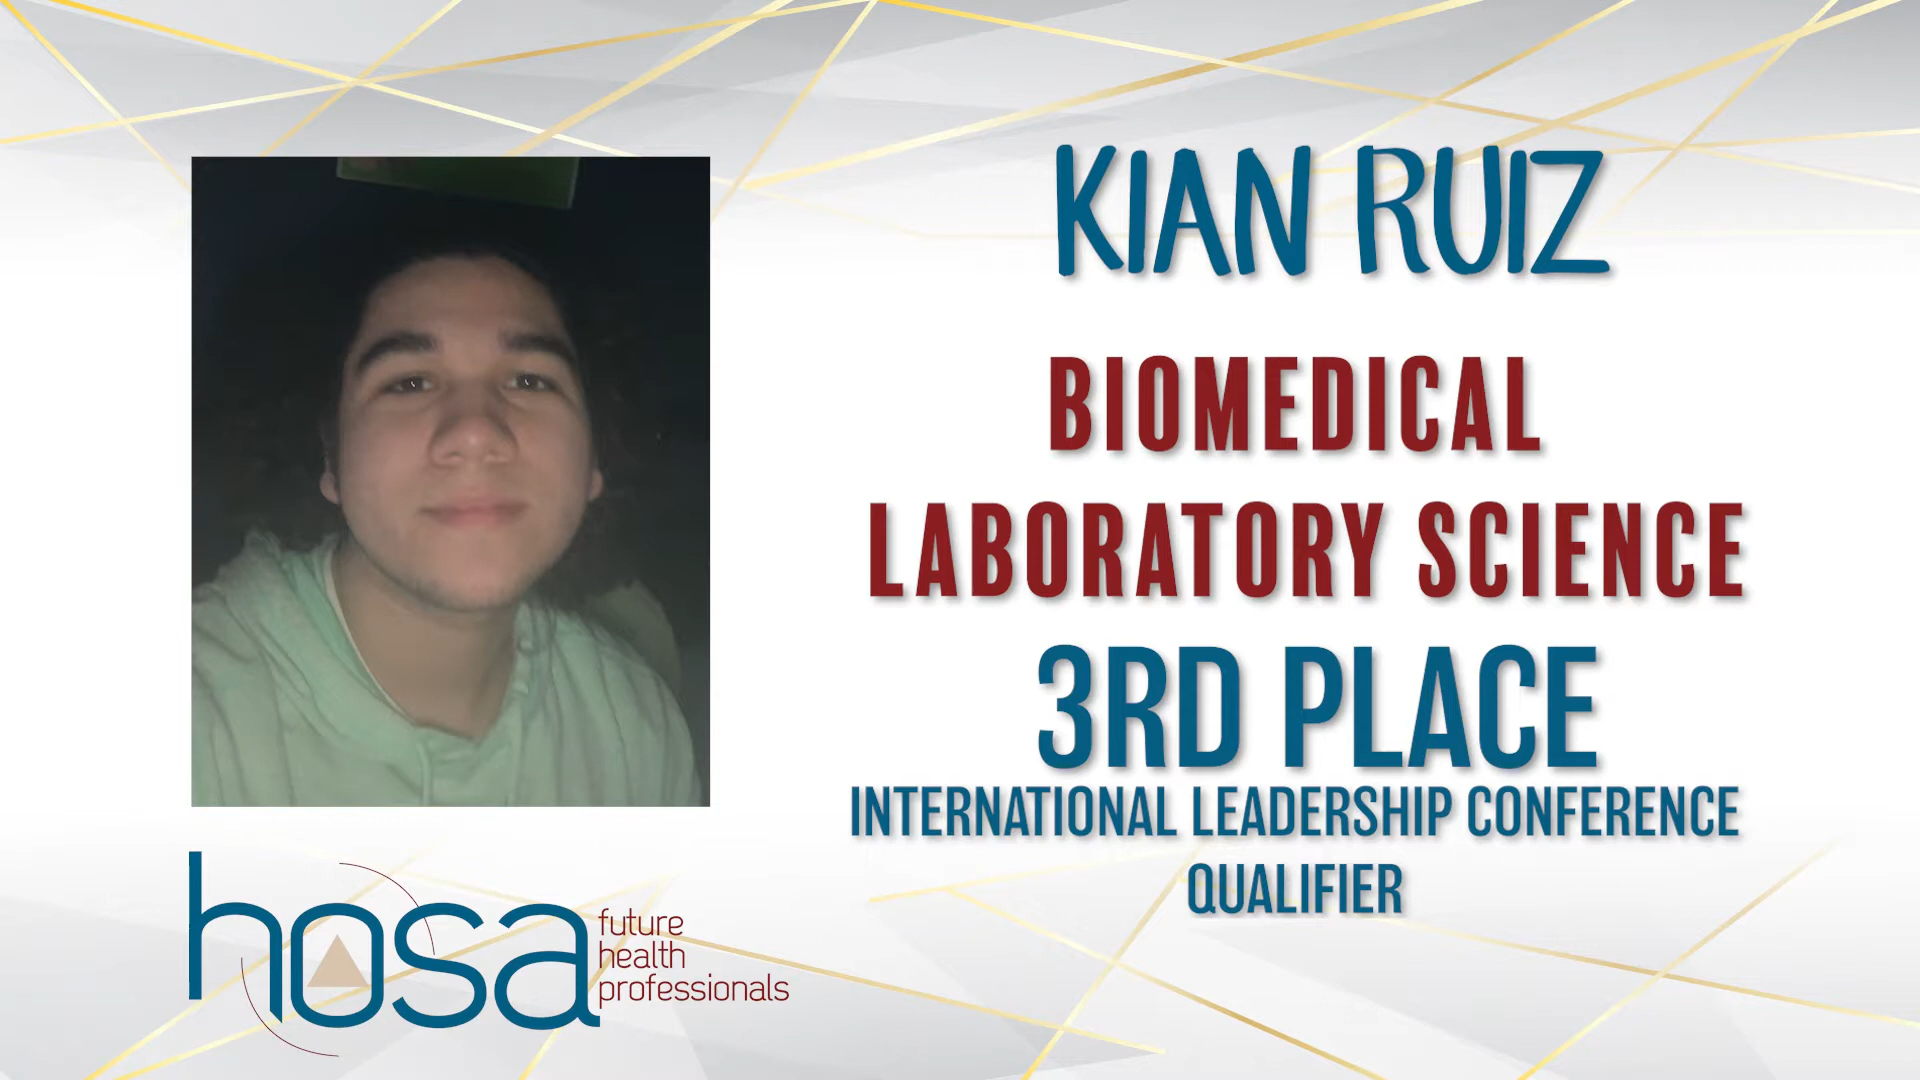 KIAN RUIZ
BIOMEDICAL
LABORATORY SCIENCE
3RD PLACE
INTERNATIONAL LEADERSHIP CONFERENCE
QUALIFIER
hosa
future
health
professionals